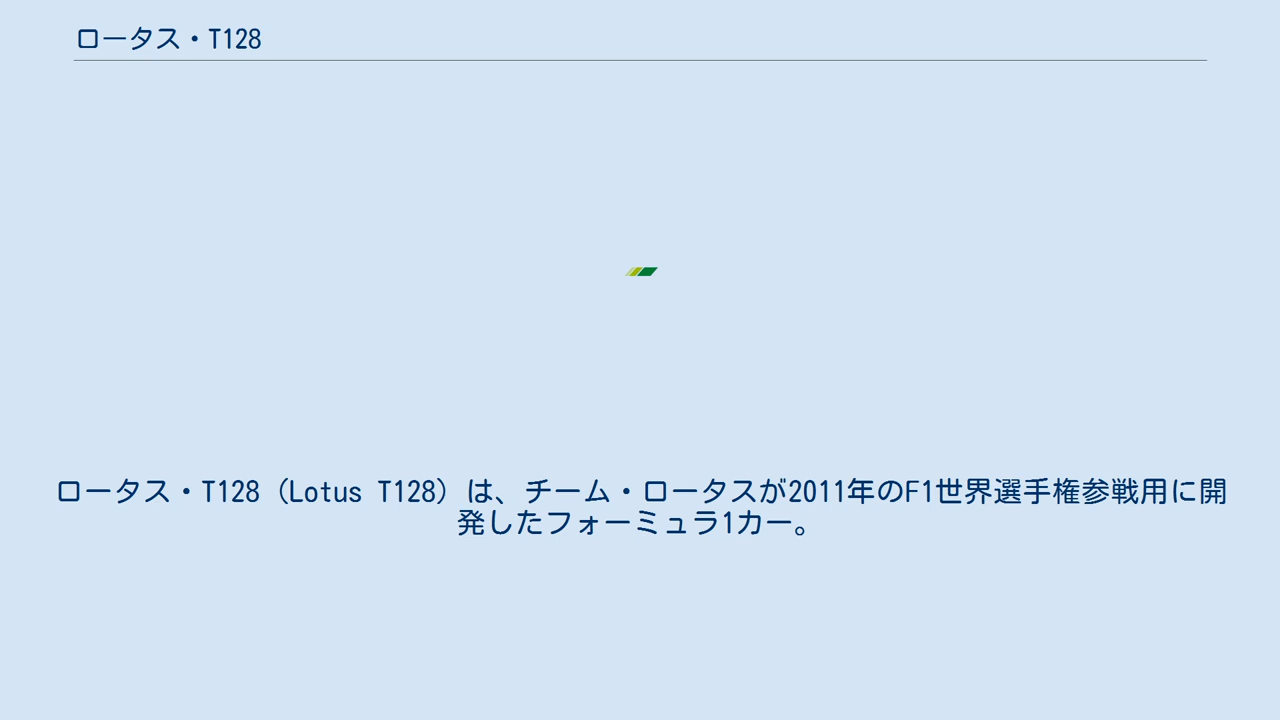 ロータス・T128
ロータス・T128（Lotus T128）は、チーム・ロータスが2011年のF1世界選手権参戦用に開
発したフォーミュラ1カー。